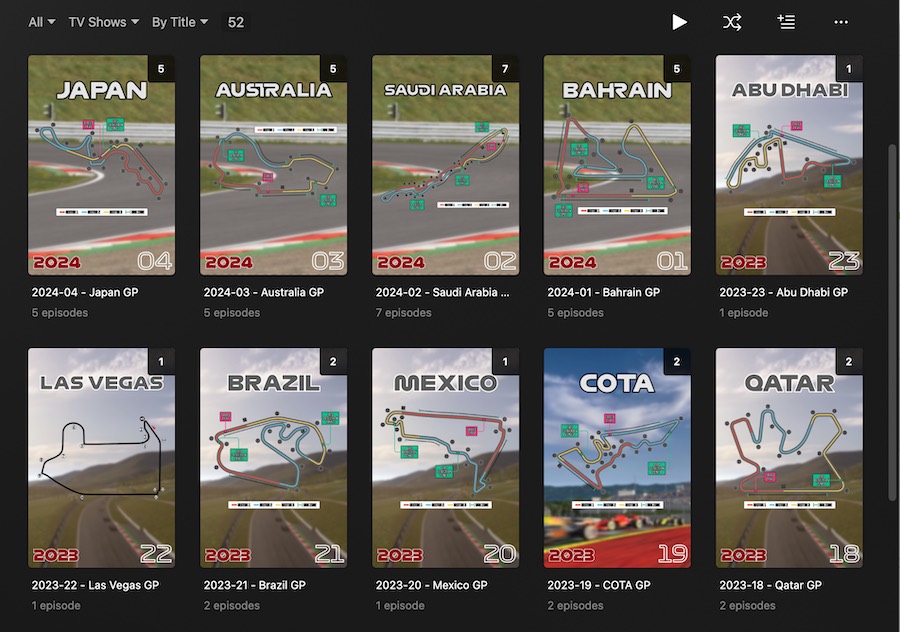 All TV Shows By Title 52
5 5 7 5 1
JAPAN AUSTRALIA SAUDI ARABIA BAHRAIN ABU DHABI
2024 04 2024 03 2024 02 2024 01 2023 23
2024-04 - Japan GP 2024-03 - Australia GP 2024-02 - Saudi Arabia ... 2024-01 - Bahrain GP 2023-23 - Abu Dhabi GP
5 episodes 5 episodes 7 episodes 5 episodes 1 episode
1 2 1 2 2
LAS VEGAS BRAZIL MEXICO COTA QATAR
2023 22 2023 21 2023 20 2023 19 2023 18
2023-22 - Las Vegas GP 2023-21 - Brazil GP 2023-20 - Mexico GP 2023-19 - COTA GP 2023-18 - Qatar GP
1 episode 2 episodes 1 episode 2 episodes 2 episodes